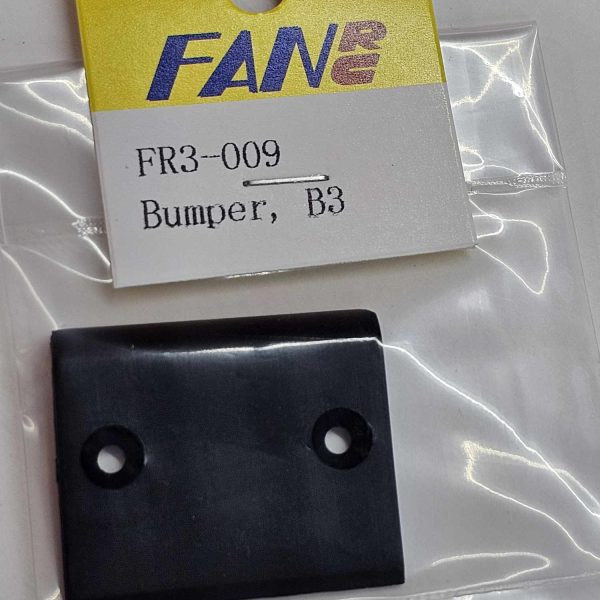 FANRC
FR3-009
Bumper, B3